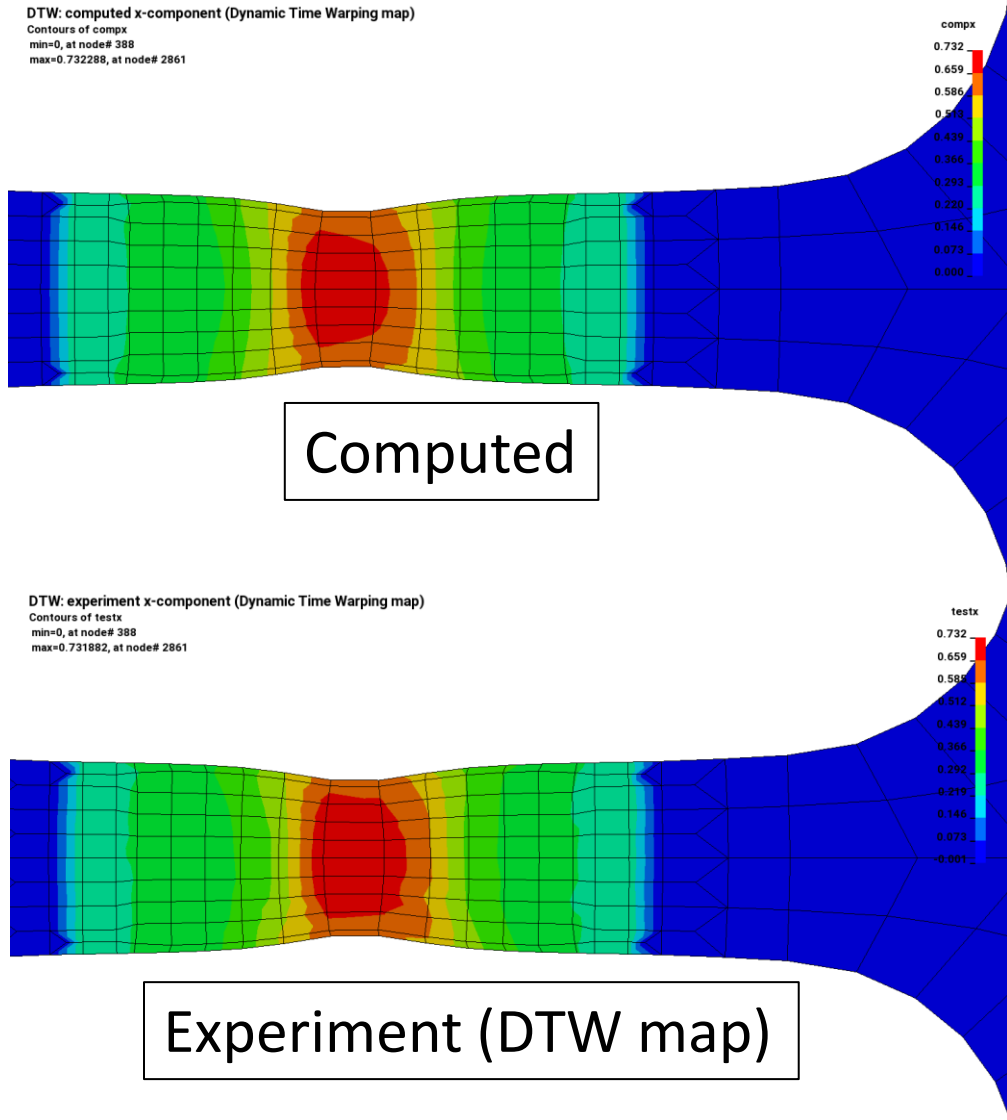 DTW: computed x-component (Dynamic Time Warping map)
Contours of compx
min=0, at node# 388
max=0.732288, at node# 2861
compx
0.732
0.659
0.586
0.513
0.439
0.366
0.293
0.220
0.146
0.073
0.000
Computed
DTW: experiment x-component (Dynamic Time Warping map)
Contours of testx
min=0, at node# 388
max=0.731882, at node# 2861
testx
0.732
0.659
0.585
0.512
0.439
0.366
0.292
0.219
0.146
0.073
-0.001
Experiment (DTW map)